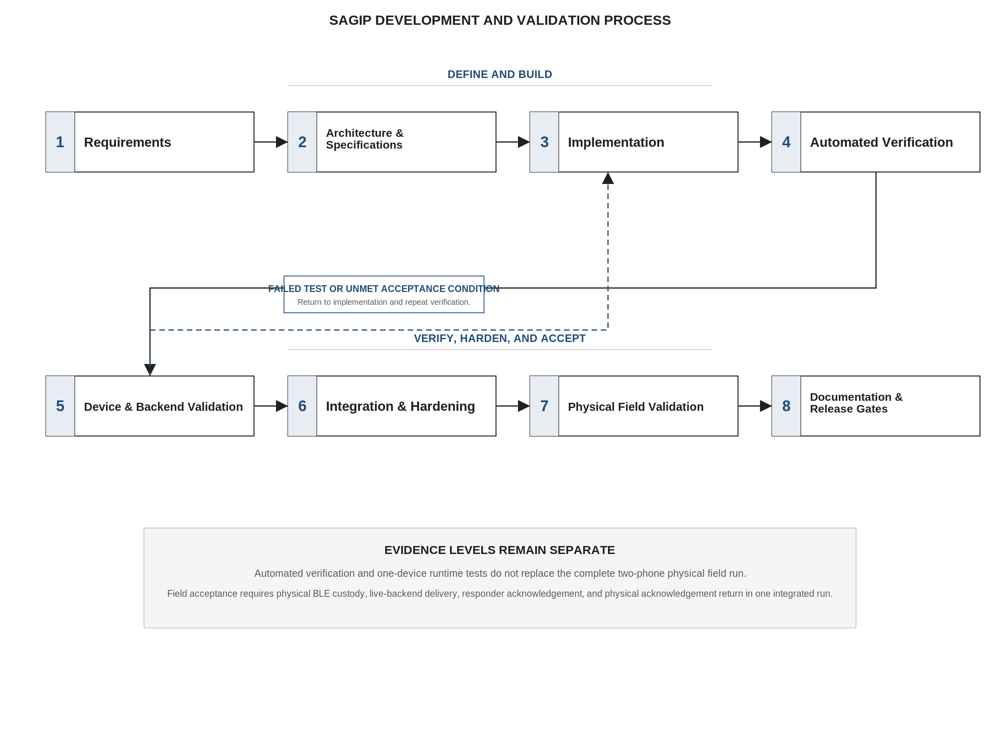 SAGIP DEVELOPMENT AND VALIDATION PROCESS
DEFINE AND BUILD
1 Requirements
2 Architecture &
Specifications
3 Implementation
4 Automated Verification
FAILED TEST OR UNMET ACCEPTANCE CONDITION
Return to implementation and repeat verification.
VERIFY, HARDEN, AND ACCEPT
5 Device & Backend Validation
6 Integration & Hardening
7 Physical Field Validation
8 Documentation &
Release Gates
EVIDENCE LEVELS REMAIN SEPARATE
Automated verification and one-device runtime tests do not replace the complete two-phone physical field run.
Field acceptance requires physical BLE custody, live-backend delivery, responder acknowledgement, and physical acknowledgement return in one integrated run.